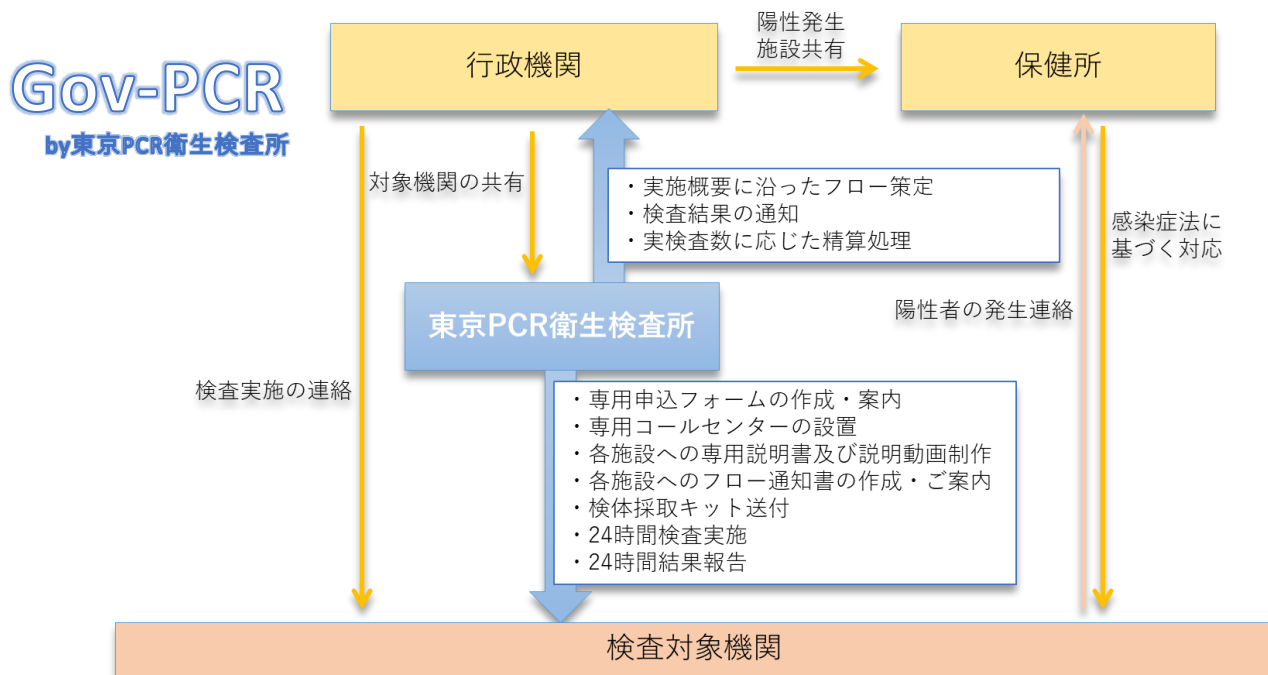 Gov-PCR
by東京PCR衛生検査所
行政機関
陽性発生
施設共有
保健所
対象機関の共有
・実施概要に沿ったフロー策定
・検査結果の通知
・実検査数に応じた精算処理
感染症法に
基づく対応
東京PCR衛生検査所
陽性者の発生連絡
検査実施の連絡
・専用申込フォームの作成・案内
・専用コールセンターの設置
・各施設への専用説明書及び説明動画制作
・各施設へのフロー通知書の作成・ご案内
・検体採取キット送付
・24時間検査実施
・24時間結果報告
検査対象機関